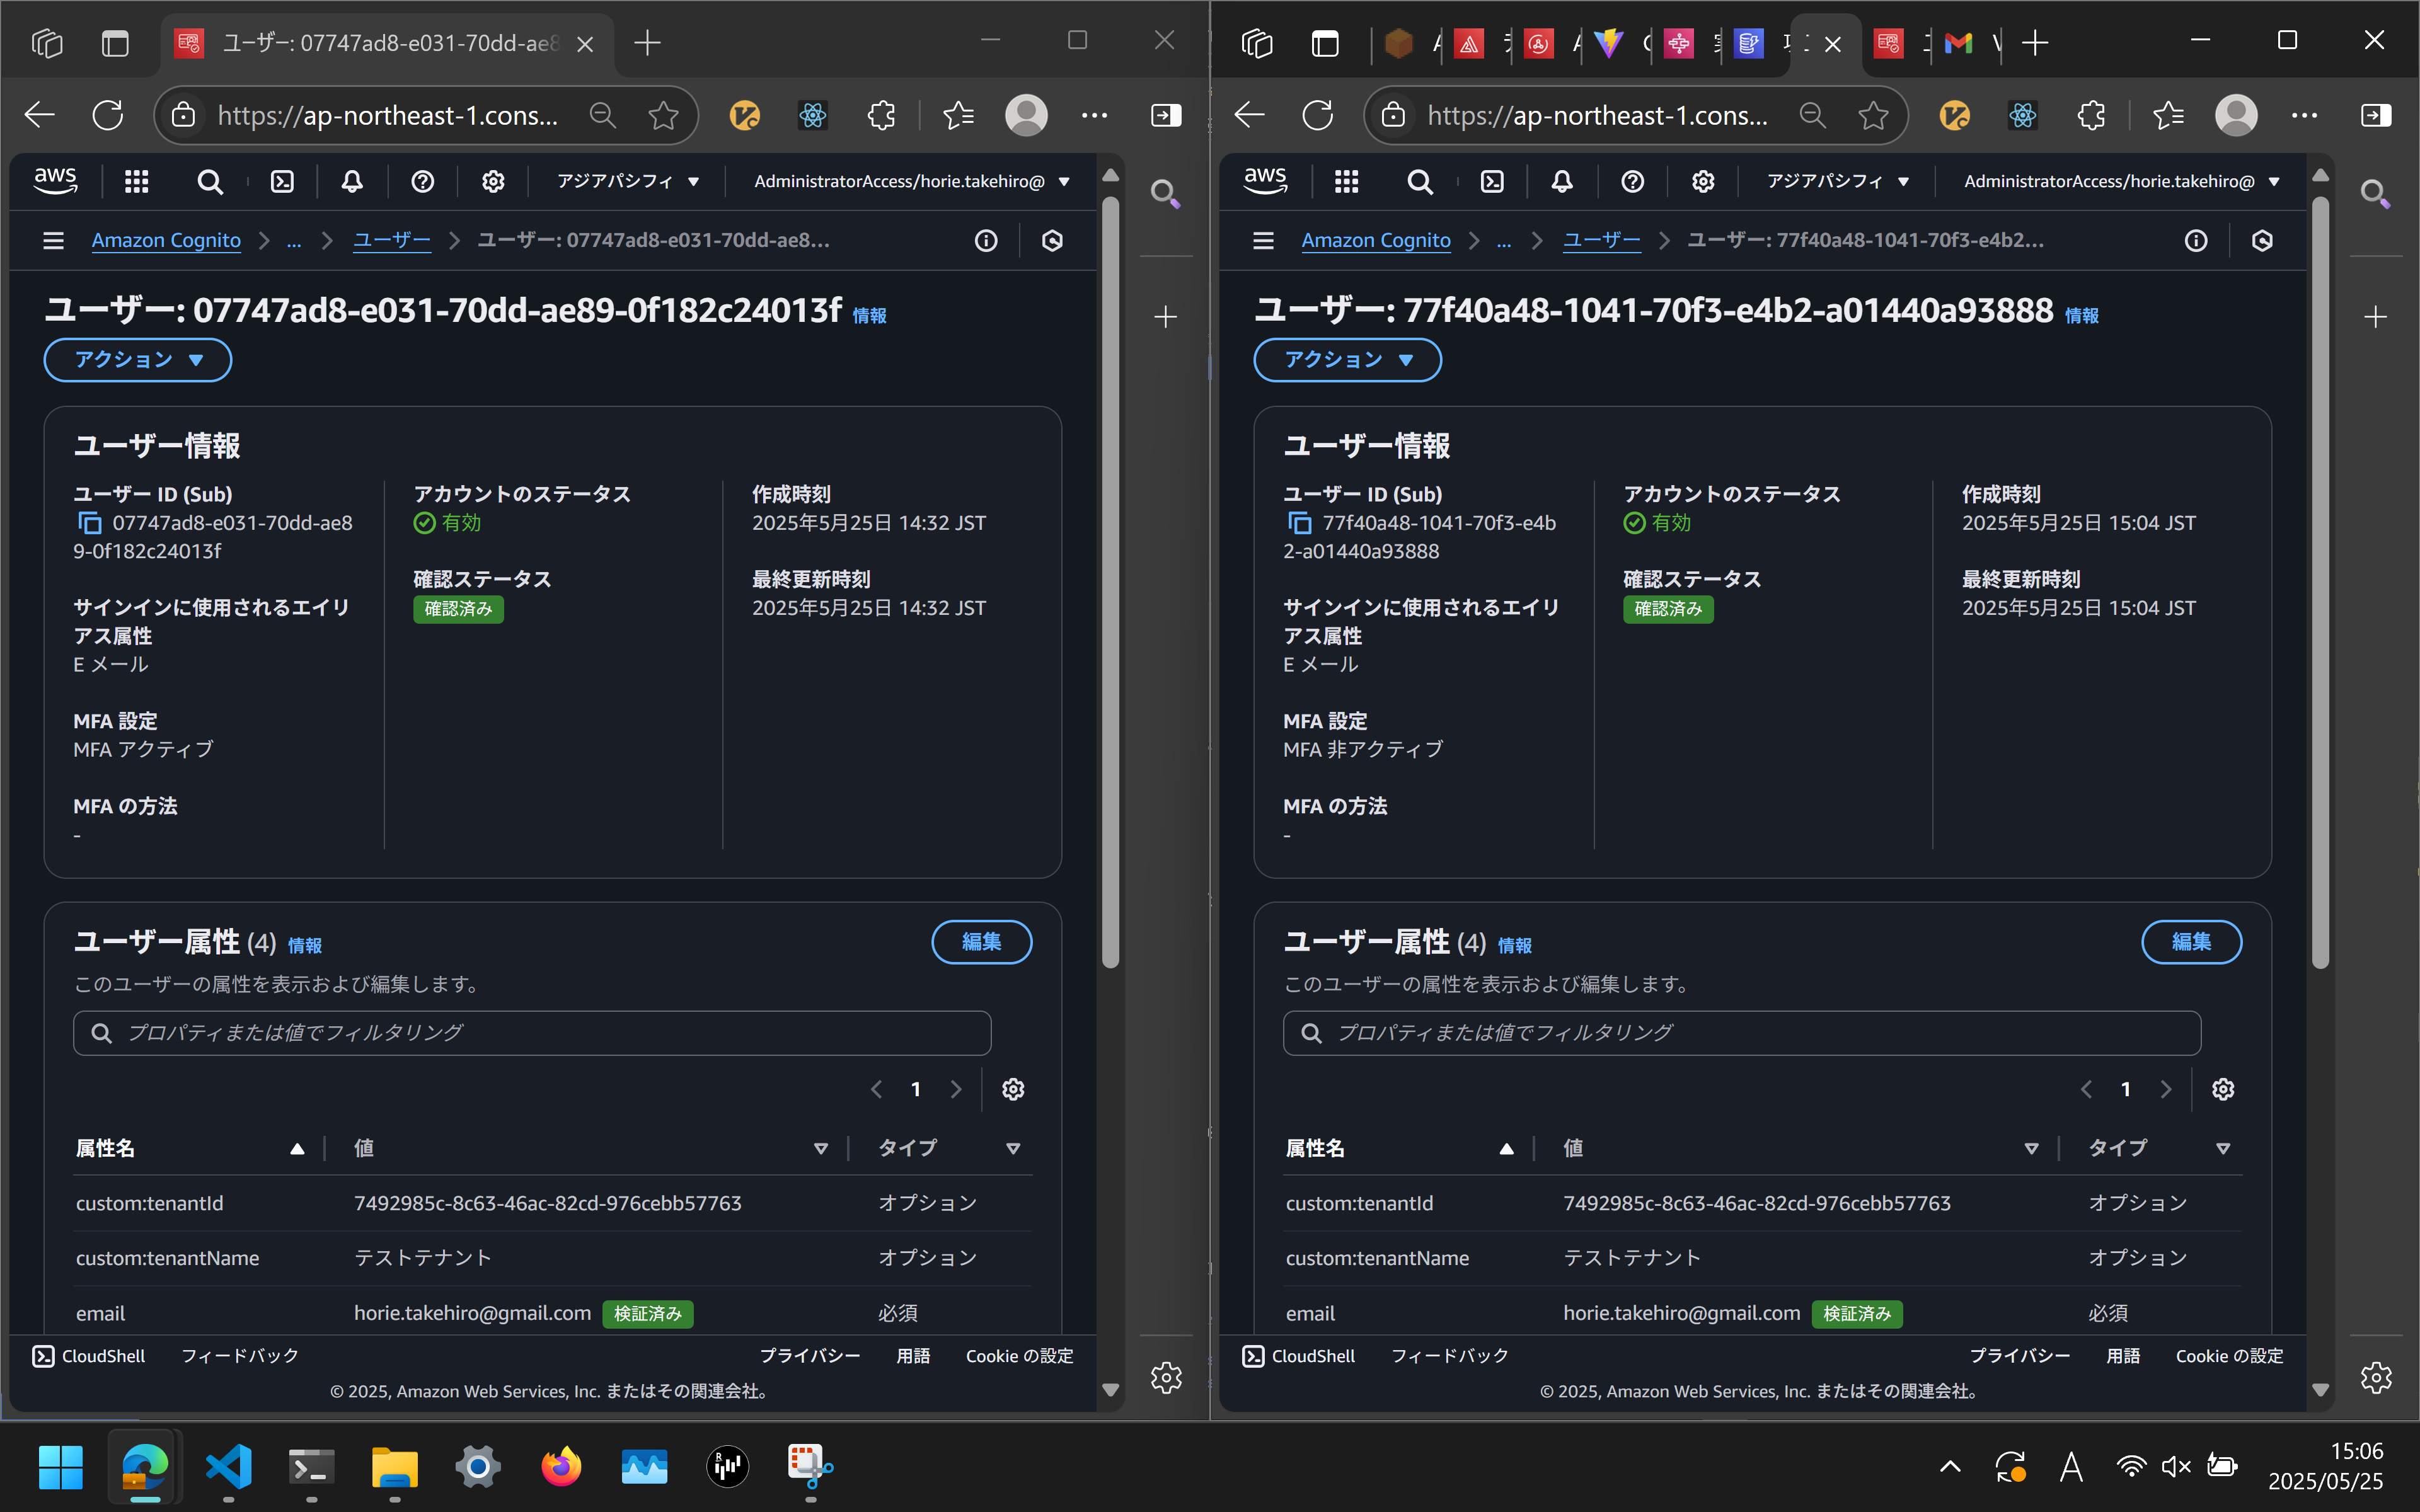 ユーザー: 07747ad8-e031-70dd-ae8
https://ap-northeast-1.cons...
aws
アジアパシフィ
AdministratorAccess/horie.takehiro@
Amazon Cognito
...
ユーザー
ユーザー: 07747ad8-e031-70dd-ae8...
ユーザー: 07747ad8-e031-70dd-ae89-0f182c24013f 情報
アクション
ユーザー情報
ユーザー ID (Sub)
07747ad8-e031-70dd-ae8
9-0f182c24013f
サインインに使用されるエイリ
アス属性
E メール
MFA 設定
MFA アクティブ
MFA の方法
-
アカウントのステータス
有効
確認ステータス
確認済み
作成時刻
2025年5月25日 14:32 JST
最終更新時刻
2025年5月25日 14:32 JST
ユーザー属性 (4) 情報
編集
このユーザーの属性を表示および編集します。
プロパティまたは値でフィルタリング
1
属性名 値 タイプ
custom:tenantId 7492985c-8c63-46ac-82cd-976cebb57763 オプション
custom:tenantName テストテナント オプション
email horie.takehiro@gmail.com 検証済み 必須
CloudShell フィードバック プライバシー 用語 Cookie の設定
© 2025, Amazon Web Services, Inc. またはその関連会社。
https://ap-northeast-1.cons...
aws
アジアパシフィ
AdministratorAccess/horie.takehiro@
Amazon Cognito
...
ユーザー
ユーザー: 77f40a48-1041-70f3-e4b2...
ユーザー: 77f40a48-1041-70f3-e4b2-a01440a93888 情報
アクション
ユーザー情報
ユーザー ID (Sub)
77f40a48-1041-70f3-e4b
2-a01440a93888
サインインに使用されるエイリ
アス属性
E メール
MFA 設定
MFA 非アクティブ
MFA の方法
-
アカウントのステータス
有効
確認ステータス
確認済み
作成時刻
2025年5月25日 15:04 JST
最終更新時刻
2025年5月25日 15:04 JST
ユーザー属性 (4) 情報
編集
このユーザーの属性を表示および編集します。
プロパティまたは値でフィルタリング
1
属性名 値 タイプ
custom:tenantId 7492985c-8c63-46ac-82cd-976cebb57763 オプション
custom:tenantName テストテナント オプション
email horie.takehiro@gmail.com 検証済み 必須
CloudShell フィードバック プライバシー 用語 Cookie の設定
© 2025, Amazon Web Services, Inc. またはその関連会社。
A
15:06
2025/05/25